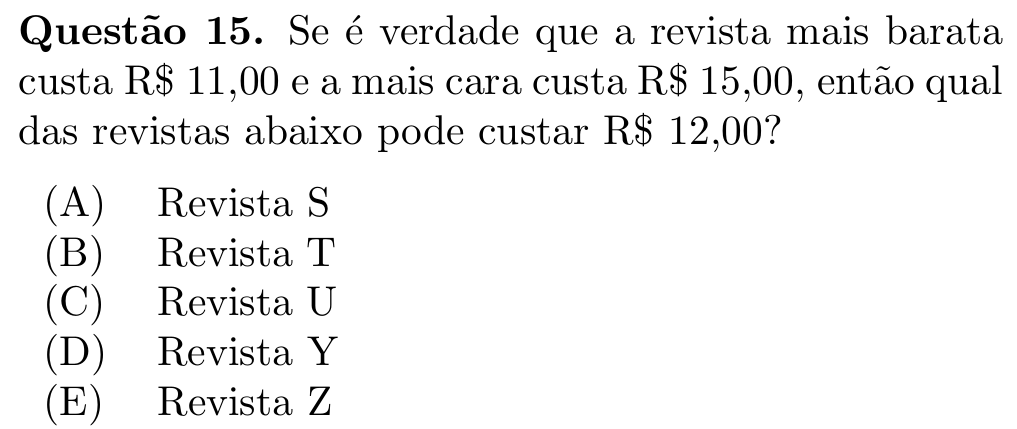 Questão 15. Se é verdade que a revista mais barata
custa R$ 11,00 e a mais cara custa R$ 15,00, então qual
das revistas abaixo pode custar R$ 12,00?
(A) Revista S
(B) Revista T
(C) Revista U
(D) Revista Y
(E) Revista Z